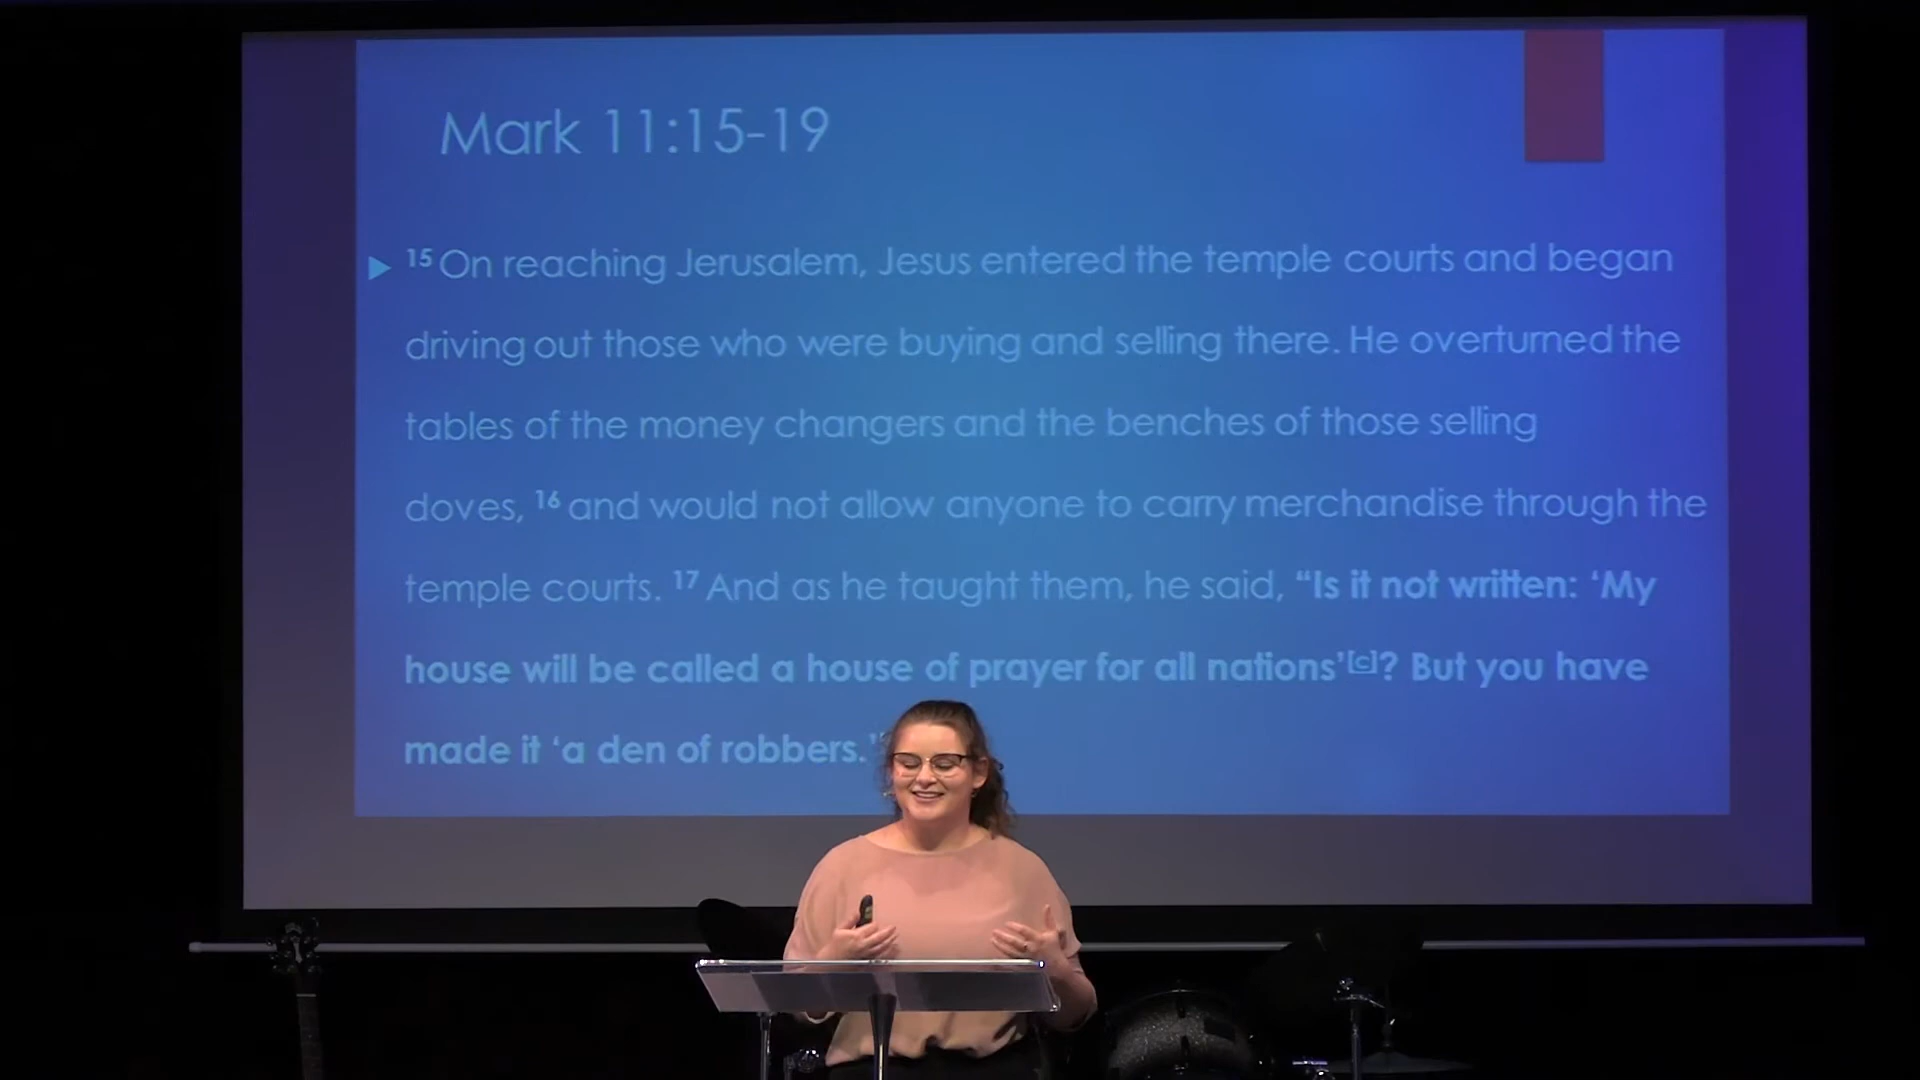 Mark 11:15-19
15 On reaching Jerusalem, Jesus entered the temple courts and began
driving out those who were buying and selling there. He overturned the
tables of the money changers and the benches of those selling
doves, 16 and would not allow anyone to carry merchandise through the
temple courts. 17 And as he taught them, he said, “Is it not written: ‘My
house will be called a house of prayer for all nations’[c]? But you have
made it ‘a den of robbers.’